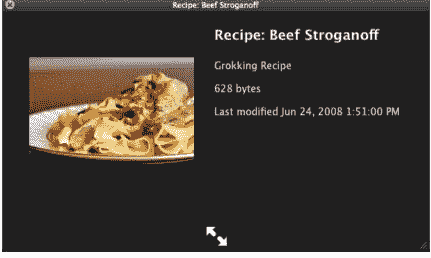 Recipe: Beef Stroganoff
Recipe: Beef Stroganoff
Grokking Recipe
628 bytes
Last modified Jun 24, 2008 1:51:00 PM